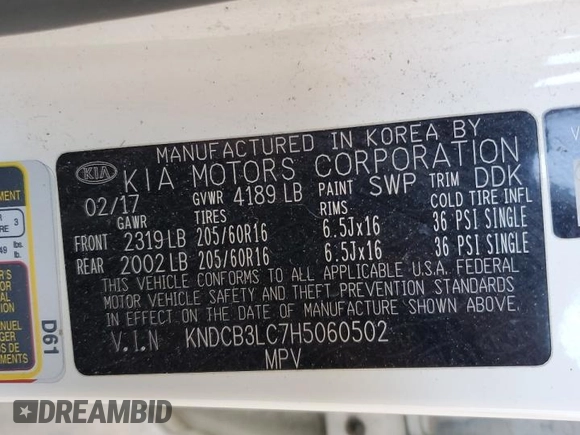 MANUFACTURED IN KOREA BY
KIA KIA MOTORS CORPORATION
02/17 GVWR 4189 LB PAINT SWP TRIM DDK
GAWR TIRES RIMS COLD TIRE INFL
FRONT 2319 LB 205/60R16 6.5Jx16 36 PSI SINGLE
REAR 2002 LB 205/60R16 6.5Jx16 36 PSI SINGLE
THIS VEHICLE CONFORMS TO ALL APPLICABLE U.S.A. FEDERAL
MOTOR VEHICLE SAFETY AND THEFT PREVENTION STANDARDS
IN EFFECT ON THE DATE OF MANUFACTURE SHOWN ABOVE.
V.I.N KNDCB3LC7H5060502
MPV
D61
3
lbs.
lb.
DREAMBID